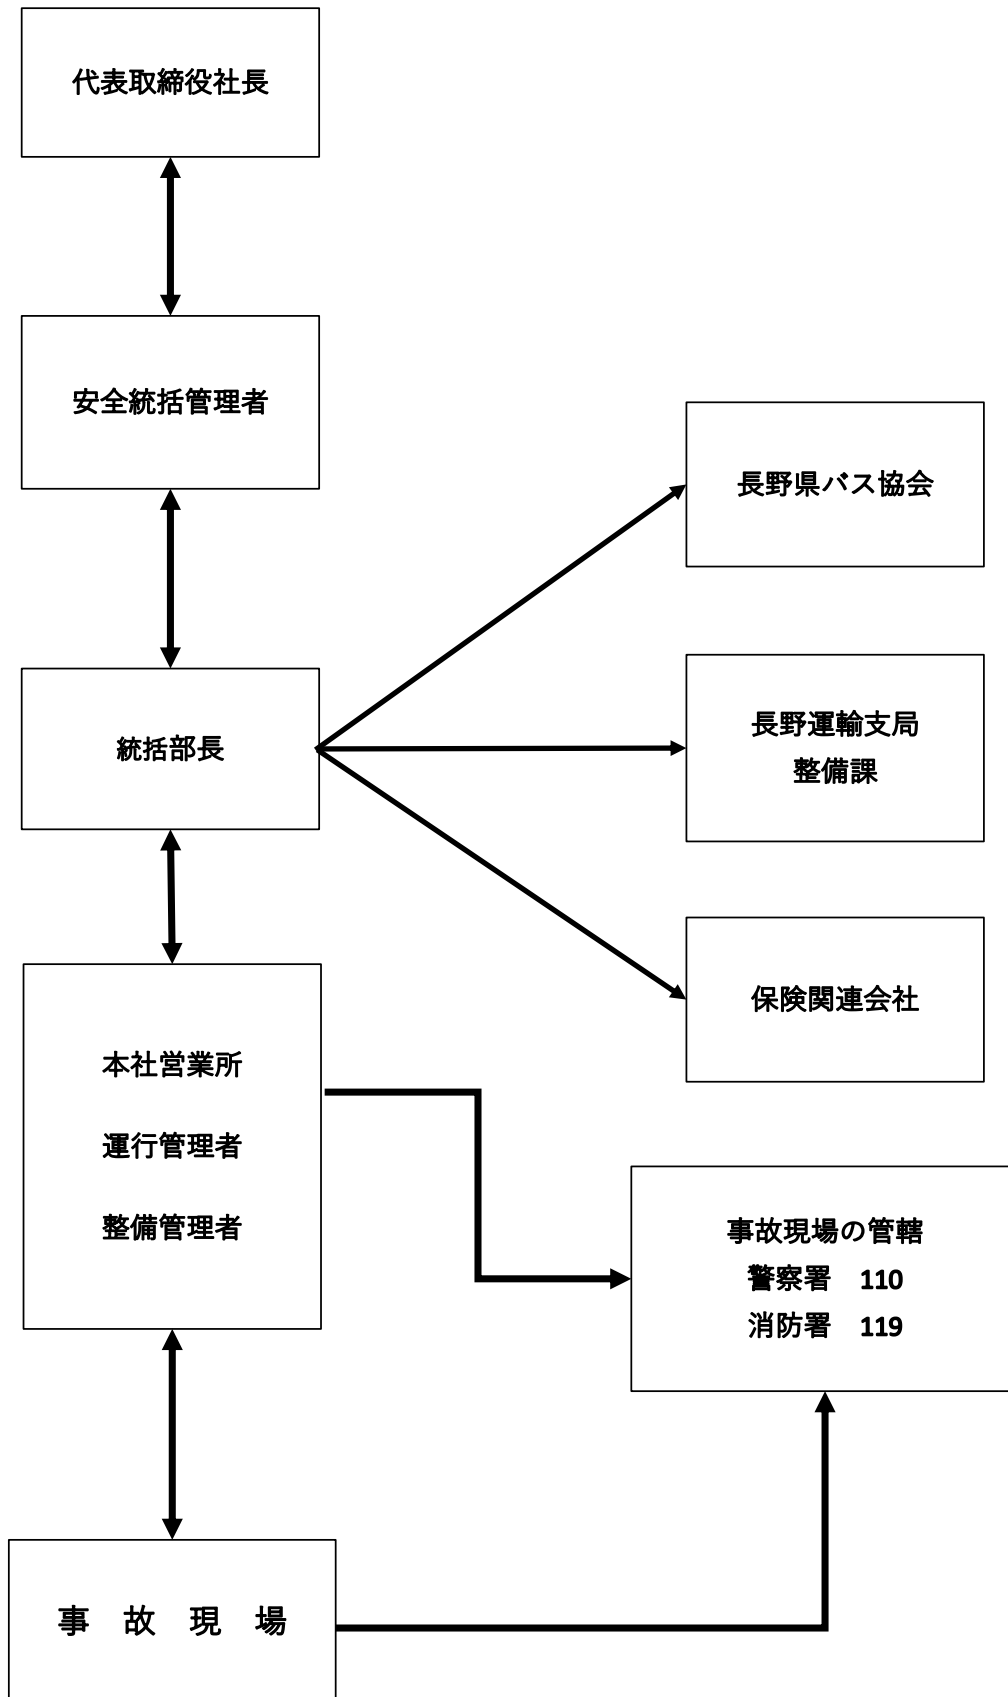 代表取締役社長
安全統括管理者
長野県バス協会
統括部長
長野運輸支局
整備課
保険関連会社
本社営業所
運行管理者
整備管理者
事故現場の管轄
警察署　110
消防署　119
事　故　現　場